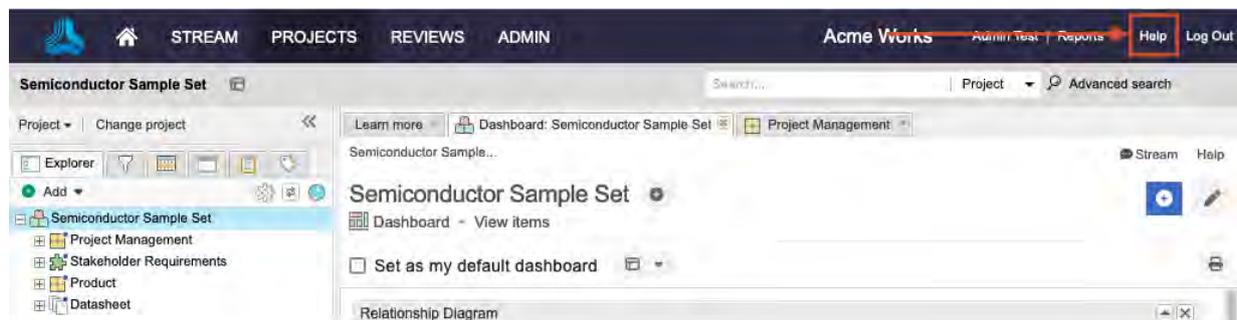 STREAM PROJECTS REVIEWS ADMIN Acme Works Admin Test | Reports Help Log Out
Semiconductor Sample Set Search... Project Advanced search
Project Change project Learn more Dashboard: Semiconductor Sample Set Project Management
Explorer Semiconductor Sample... Stream Help
Add
Semiconductor Sample Set
Dashboard - View items
Semiconductor Sample Set
Project Management
Stakeholder Requirements
Product
Datasheet
Set as my default dashboard
Relationship Diagram